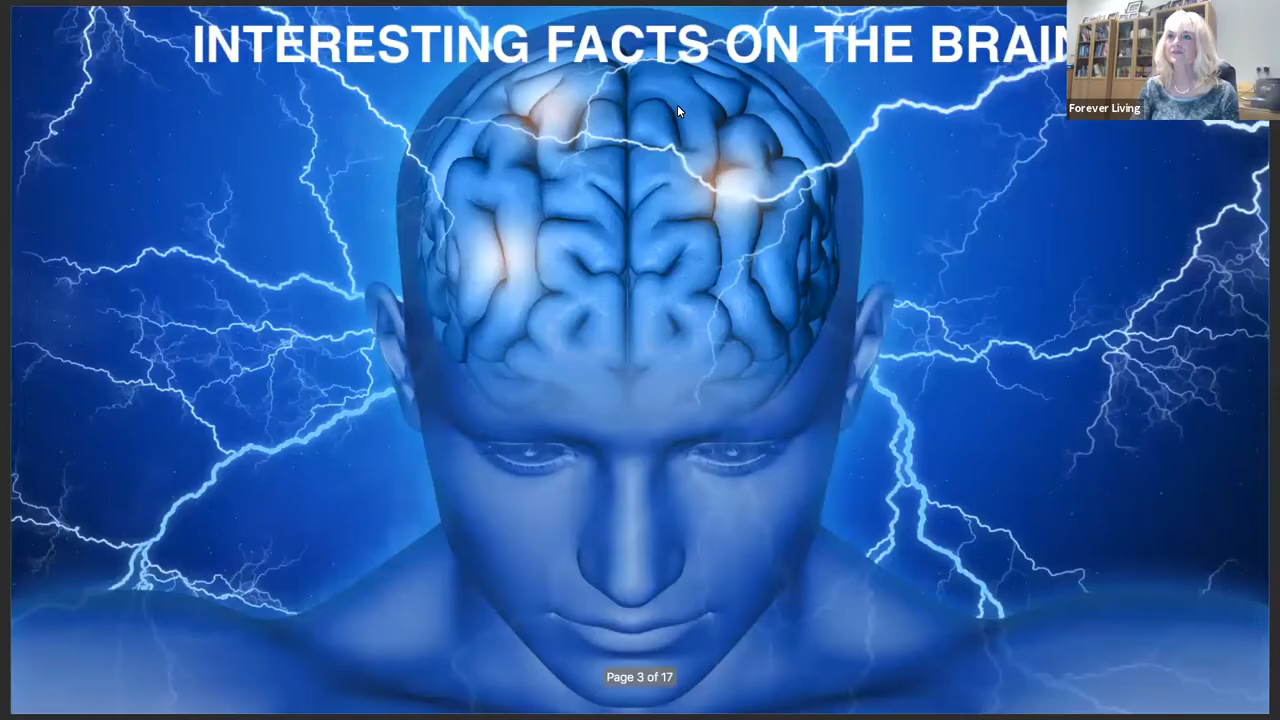 INTERESTING FACTS ON THE BRAIN
Forever Living
Page 3 of 17